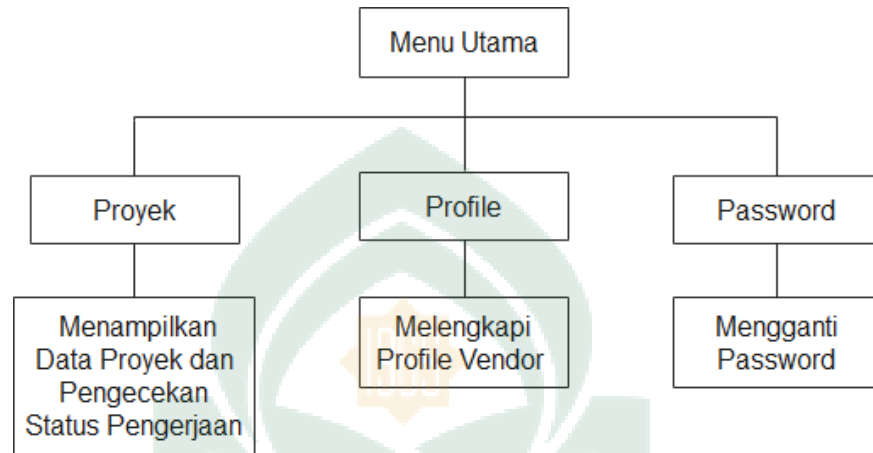 Menu Utama
Proyek
Profile
Password
Menampilkan
Data Proyek dan
Pengecekan
Status Pengerjaan
Melengkapi
Profile Vendor
Mengganti
Password